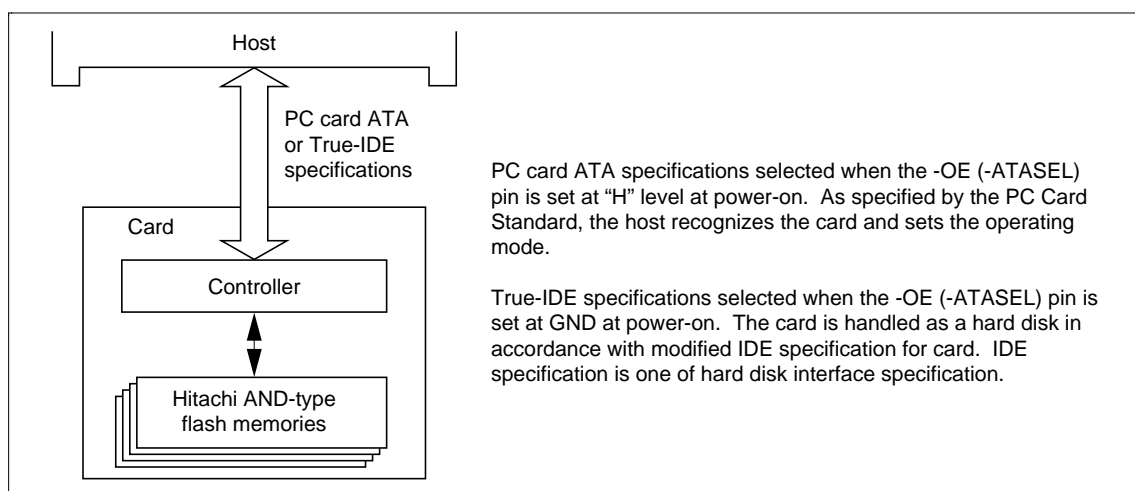 Host
PC card ATA
or True-IDE
specifications
Card
Controller
Hitachi AND-type
flash memories
PC card ATA specifications selected when the -OE (-ATASEL)
pin is set at “H” level at power-on.  As specified by the PC Card
Standard, the host recognizes the card and sets the operating
mode.
True-IDE specifications selected when the -OE (-ATASEL) pin is
set at GND at power-on.  The card is handled as a hard disk in
accordance with modified IDE specification for card.  IDE
specification is one of hard disk interface specification.